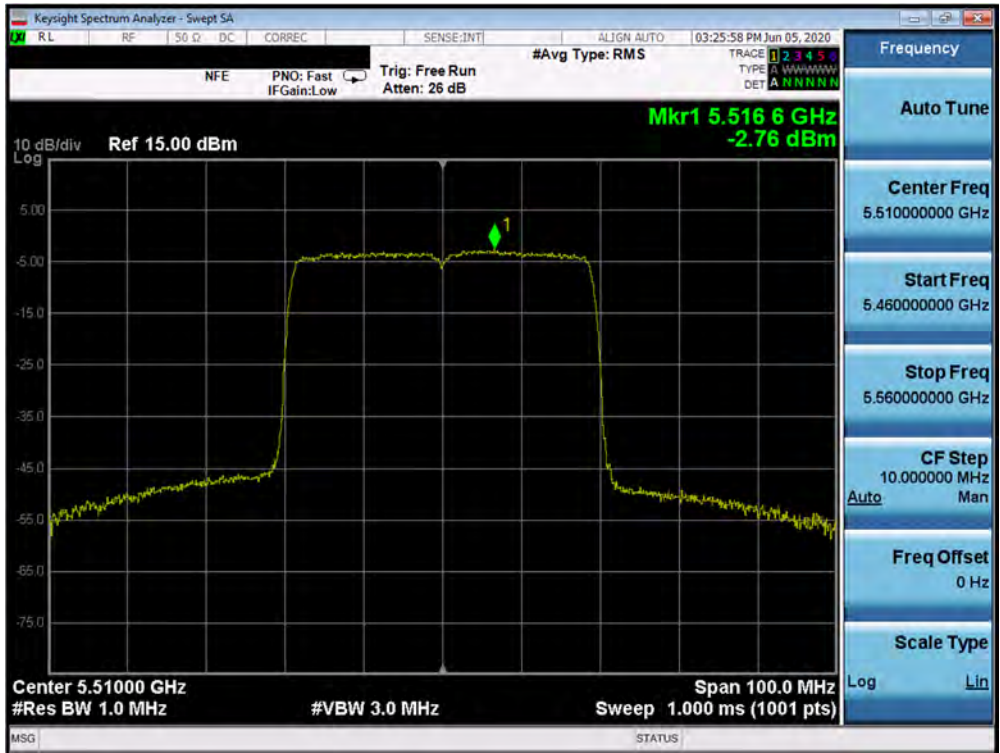 Keysight Spectrum Analyzer - Swept SA
LXI RL RF 50 Ω DC CORREC SENSE:INT ALIGN AUTO 03:25:58 PM Jun 05, 2020
#Avg Type: RMS TRACE 1 2 3 4 5 6
NFE PNO: Fast Trig: Free Run TYPE A WWWWW
IFGain:Low Atten: 26 dB DET A N N N N N
Mkr1 5.516 6 GHz
10 dB/div Ref 15.00 dBm -2.76 dBm
Log
1
5.00
-5.00
-15.0
-25.0
-35.0
-45.0
-55.0
-65.0
-75.0
Center 5.51000 GHz Span 100.0 MHz
#Res BW 1.0 MHz #VBW 3.0 MHz Sweep 1.000 ms (1001 pts)
MSG STATUS
Frequency
Auto Tune
Center Freq
5.510000000 GHz
Start Freq
5.460000000 GHz
Stop Freq
5.560000000 GHz
CF Step
10.000000 MHz
Auto Man
Freq Offset
0 Hz
Scale Type
Log Lin